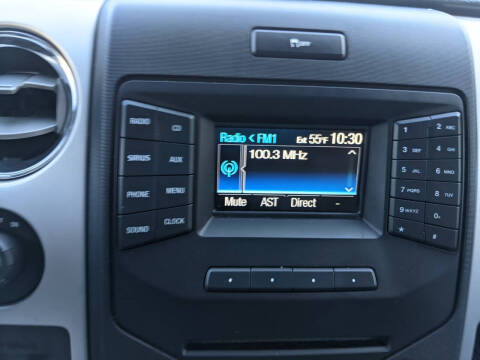 RADIO CD
SIRIUS AUX
PHONE MENU
SOUND CLOCK
Radio < FM1 Ext 55°F 10:30
100.3 MHz
Mute AST Direct -
1 2 ABC
3 DEF 4 GHI
5 JKL 6 MNO
7 PQRS 8 TUV
9 WXYZ 0+
* #